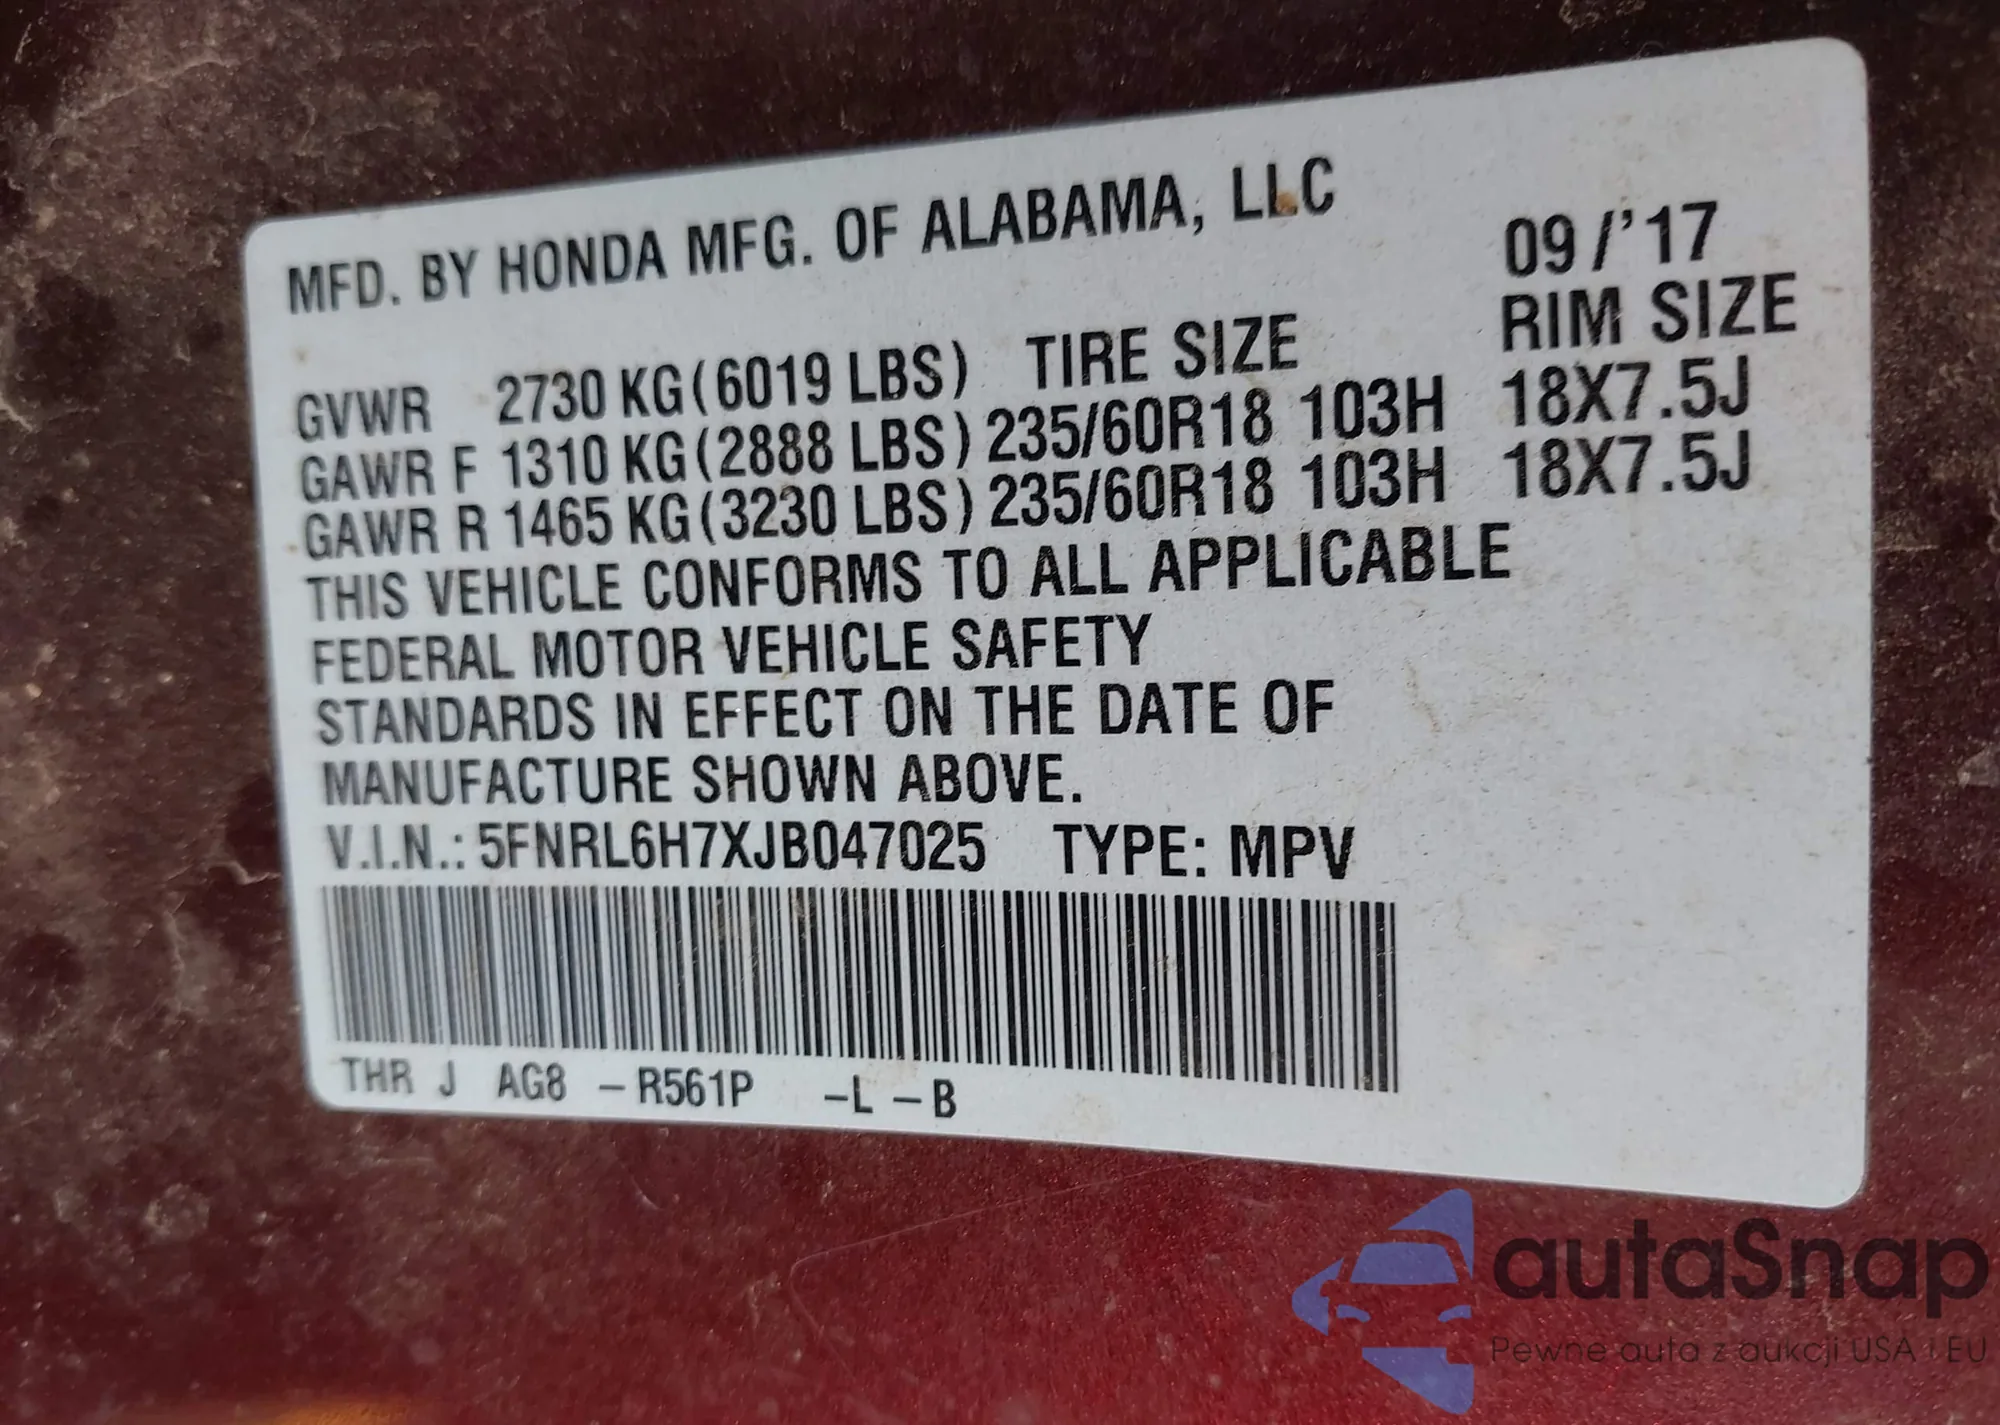 MFD. BY HONDA MFG. OF ALABAMA, LLC
09/'17
TIRE SIZE RIM SIZE
GVWR 2730 KG(6019 LBS)
GAWR F 1310 KG(2888 LBS) 235/60R18 103H 18X7.5J
GAWR R 1465 KG(3230 LBS) 235/60R18 103H 18X7.5J
THIS VEHICLE CONFORMS TO ALL APPLICABLE
FEDERAL MOTOR VEHICLE SAFETY
STANDARDS IN EFFECT ON THE DATE OF
MANUFACTURE SHOWN ABOVE.
V.I.N.: 5FNRL6H7XJB047025 TYPE: MPV
THR J AG8 -R561P -L -B
autaSnap
Pewne auta z aukcji USA i EU